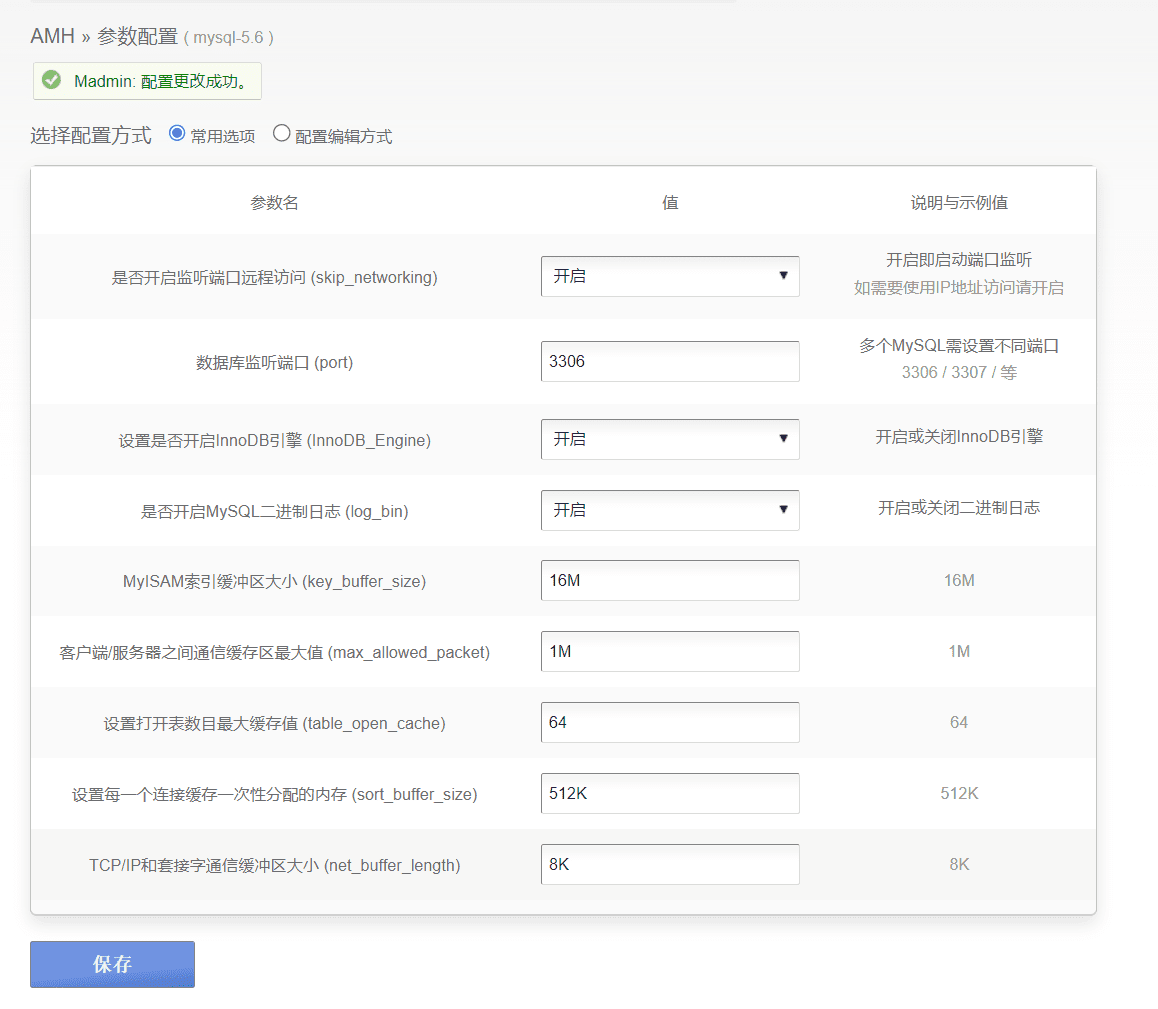 AMH » 参数配置 ( mysql-5.6 )
Madmin: 配置更改成功。
选择配置方式 常用选项 配置编辑方式
参数名 值 说明与示例值
是否开启监听端口远程访问 (skip_networking) 开启 开启即启动端口监听
如需要使用IP地址访问请开启
数据库监听端口 (port) 3306 多个MySQL需设置不同端口
3306 / 3307 / 等
设置是否开启InnoDB引擎 (InnoDB_Engine) 开启 开启或关闭InnoDB引擎
是否开启MySQL二进制日志 (log_bin) 开启 开启或关闭二进制日志
MyISAM索引缓冲区大小 (key_buffer_size) 16M 16M
客户端/服务器之间通信缓存区最大值 (max_allowed_packet) 1M 1M
设置打开表数目最大缓存值 (table_open_cache) 64 64
设置每一个连接缓存一次性分配的内存 (sort_buffer_size) 512K 512K
TCP/IP和套接字通信缓冲区大小 (net_buffer_length) 8K 8K
保存